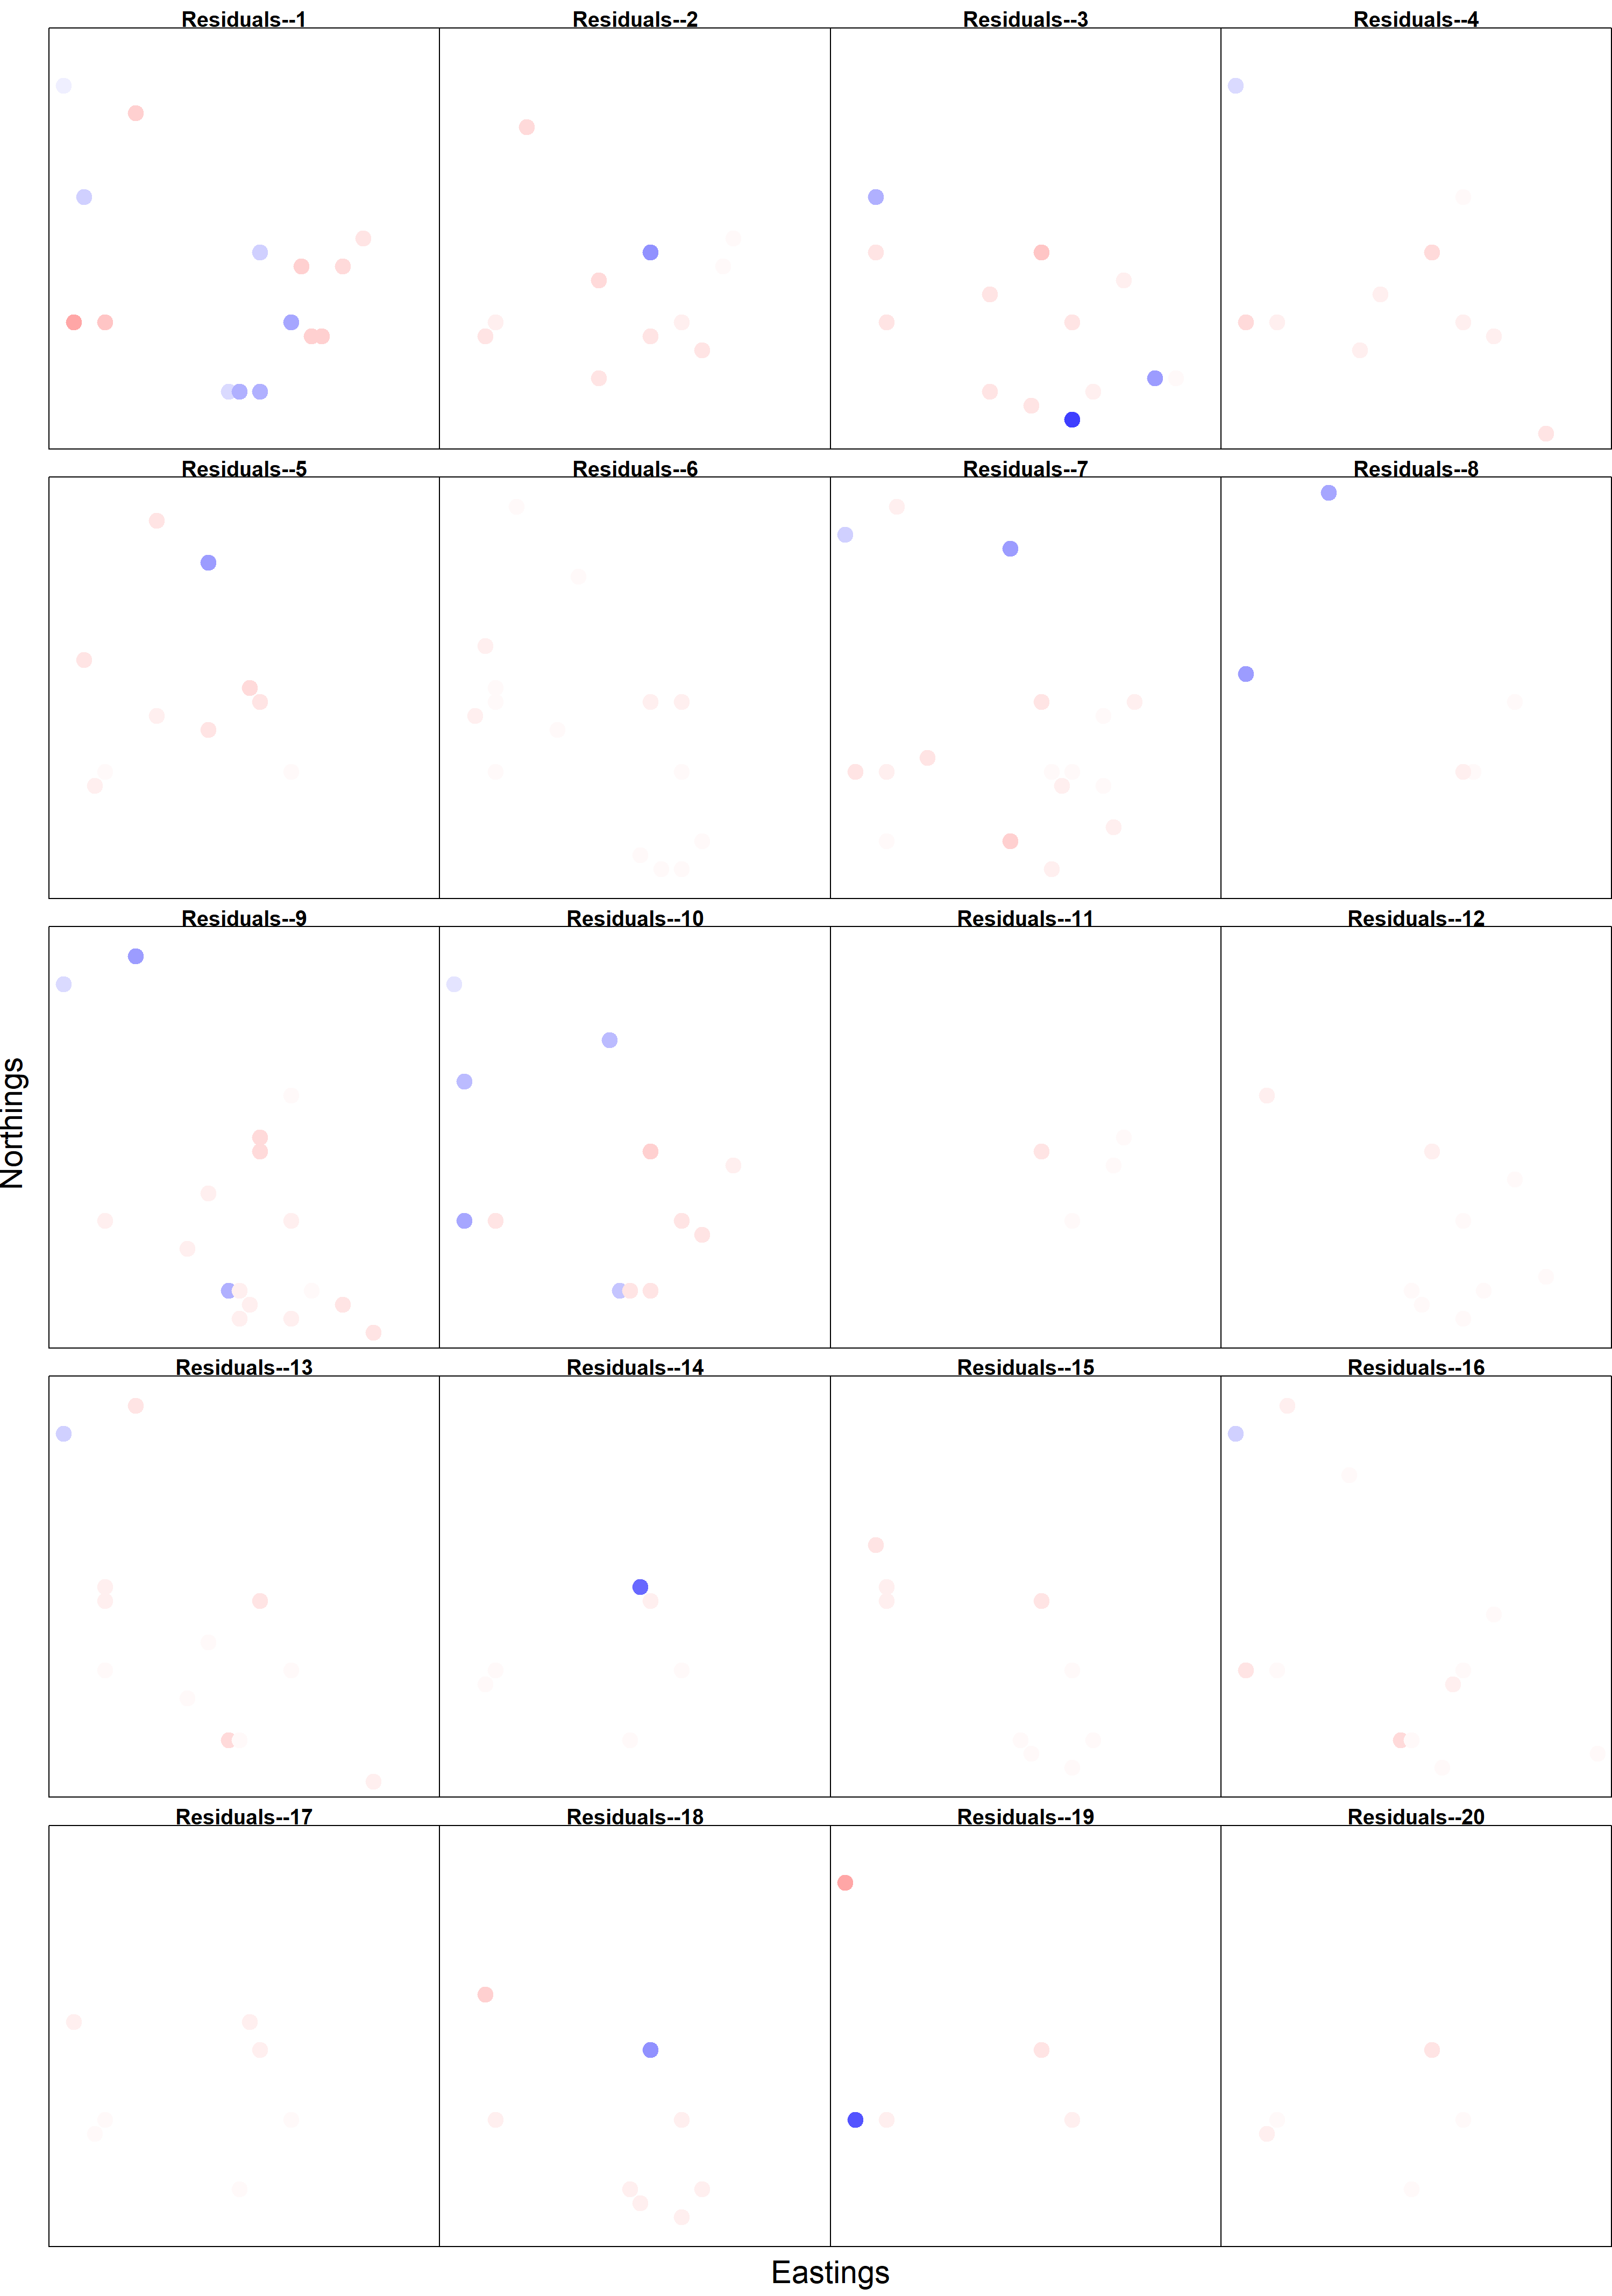 Residuals--1
Residuals--2
Residuals--3
Residuals--4
Residuals--5
Residuals--6
Residuals--7
Residuals--8
Residuals--9
Residuals--10
Residuals--11
Residuals--12
Residuals--13
Residuals--14
Residuals--15
Residuals--16
Residuals--17
Residuals--18
Residuals--19
Residuals--20
Northings
Eastings